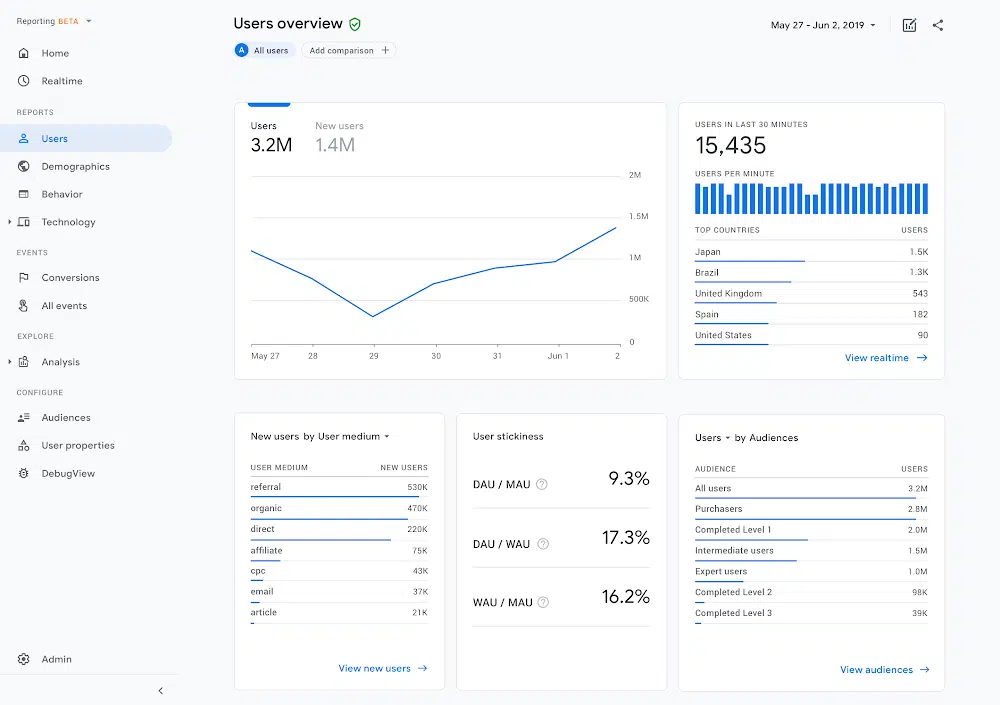 Reporting BETA
Home
Realtime
REPORTS
Users
Demographics
Behavior
Technology
EVENTS
Conversions
All events
EXPLORE
Analysis
CONFIGURE
Audiences
User properties
DebugView
Admin
Users overview
May 27 - Jun 2, 2019
A All users
Add comparison +
Users New users
3.2M 1.4M
2M
1.5M
1M
500K
0
May 27 28 29 30 31 Jun 1 2
USERS IN LAST 30 MINUTES
15,435
USERS PER MINUTE
TOP COUNTRIES USERS
Japan 1.5K
Brazil 1.3K
United Kingdom 543
Spain 182
United States 90
View realtime
New users by User medium
USER MEDIUM NEW USERS
referral 530K
organic 470K
direct 220K
affiliate 75K
cpc 43K
email 37K
article 21K
View new users
User stickiness
DAU / MAU ? 9.3%
DAU / WAU ? 17.3%
WAU / MAU ? 16.2%
Users by Audiences
AUDIENCE USERS
All users 3.2M
Purchasers 2.8M
Completed Level 1 2.0M
Intermediate users 1.5M
Expert users 1.0M
Completed Level 2 98K
Completed Level 3 39K
View audiences